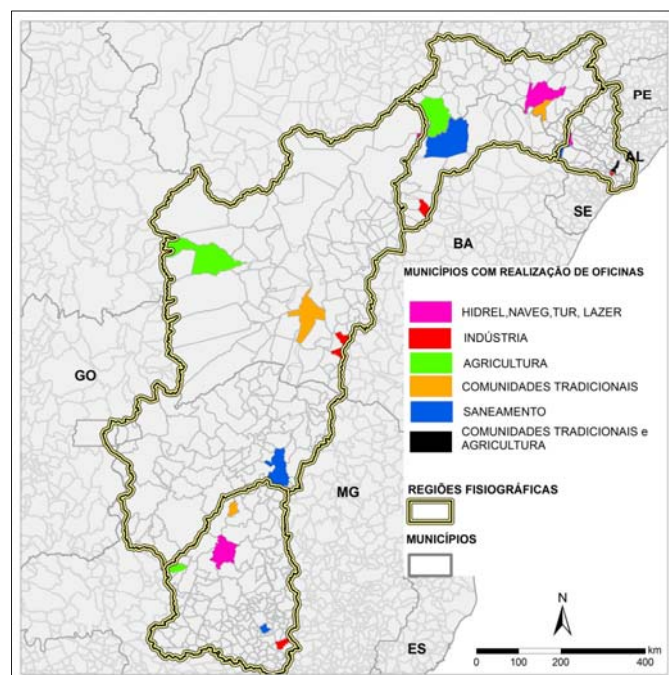 PE
AL
SE
BA
MUNICÍPIOS COM REALIZAÇÃO DE OFICINAS
HIDREL,NAVEG,TUR, LAZER
INDÚSTRIA
AGRICULTURA
COMUNIDADES TRADICIONAIS
SANEAMENTO
COMUNIDADES TRADICIONAIS e
AGRICULTURA
GO
MG
REGIÕES FISIOGRÁFICAS
MUNICÍPIOS
ES
N
km
0 100 200 400